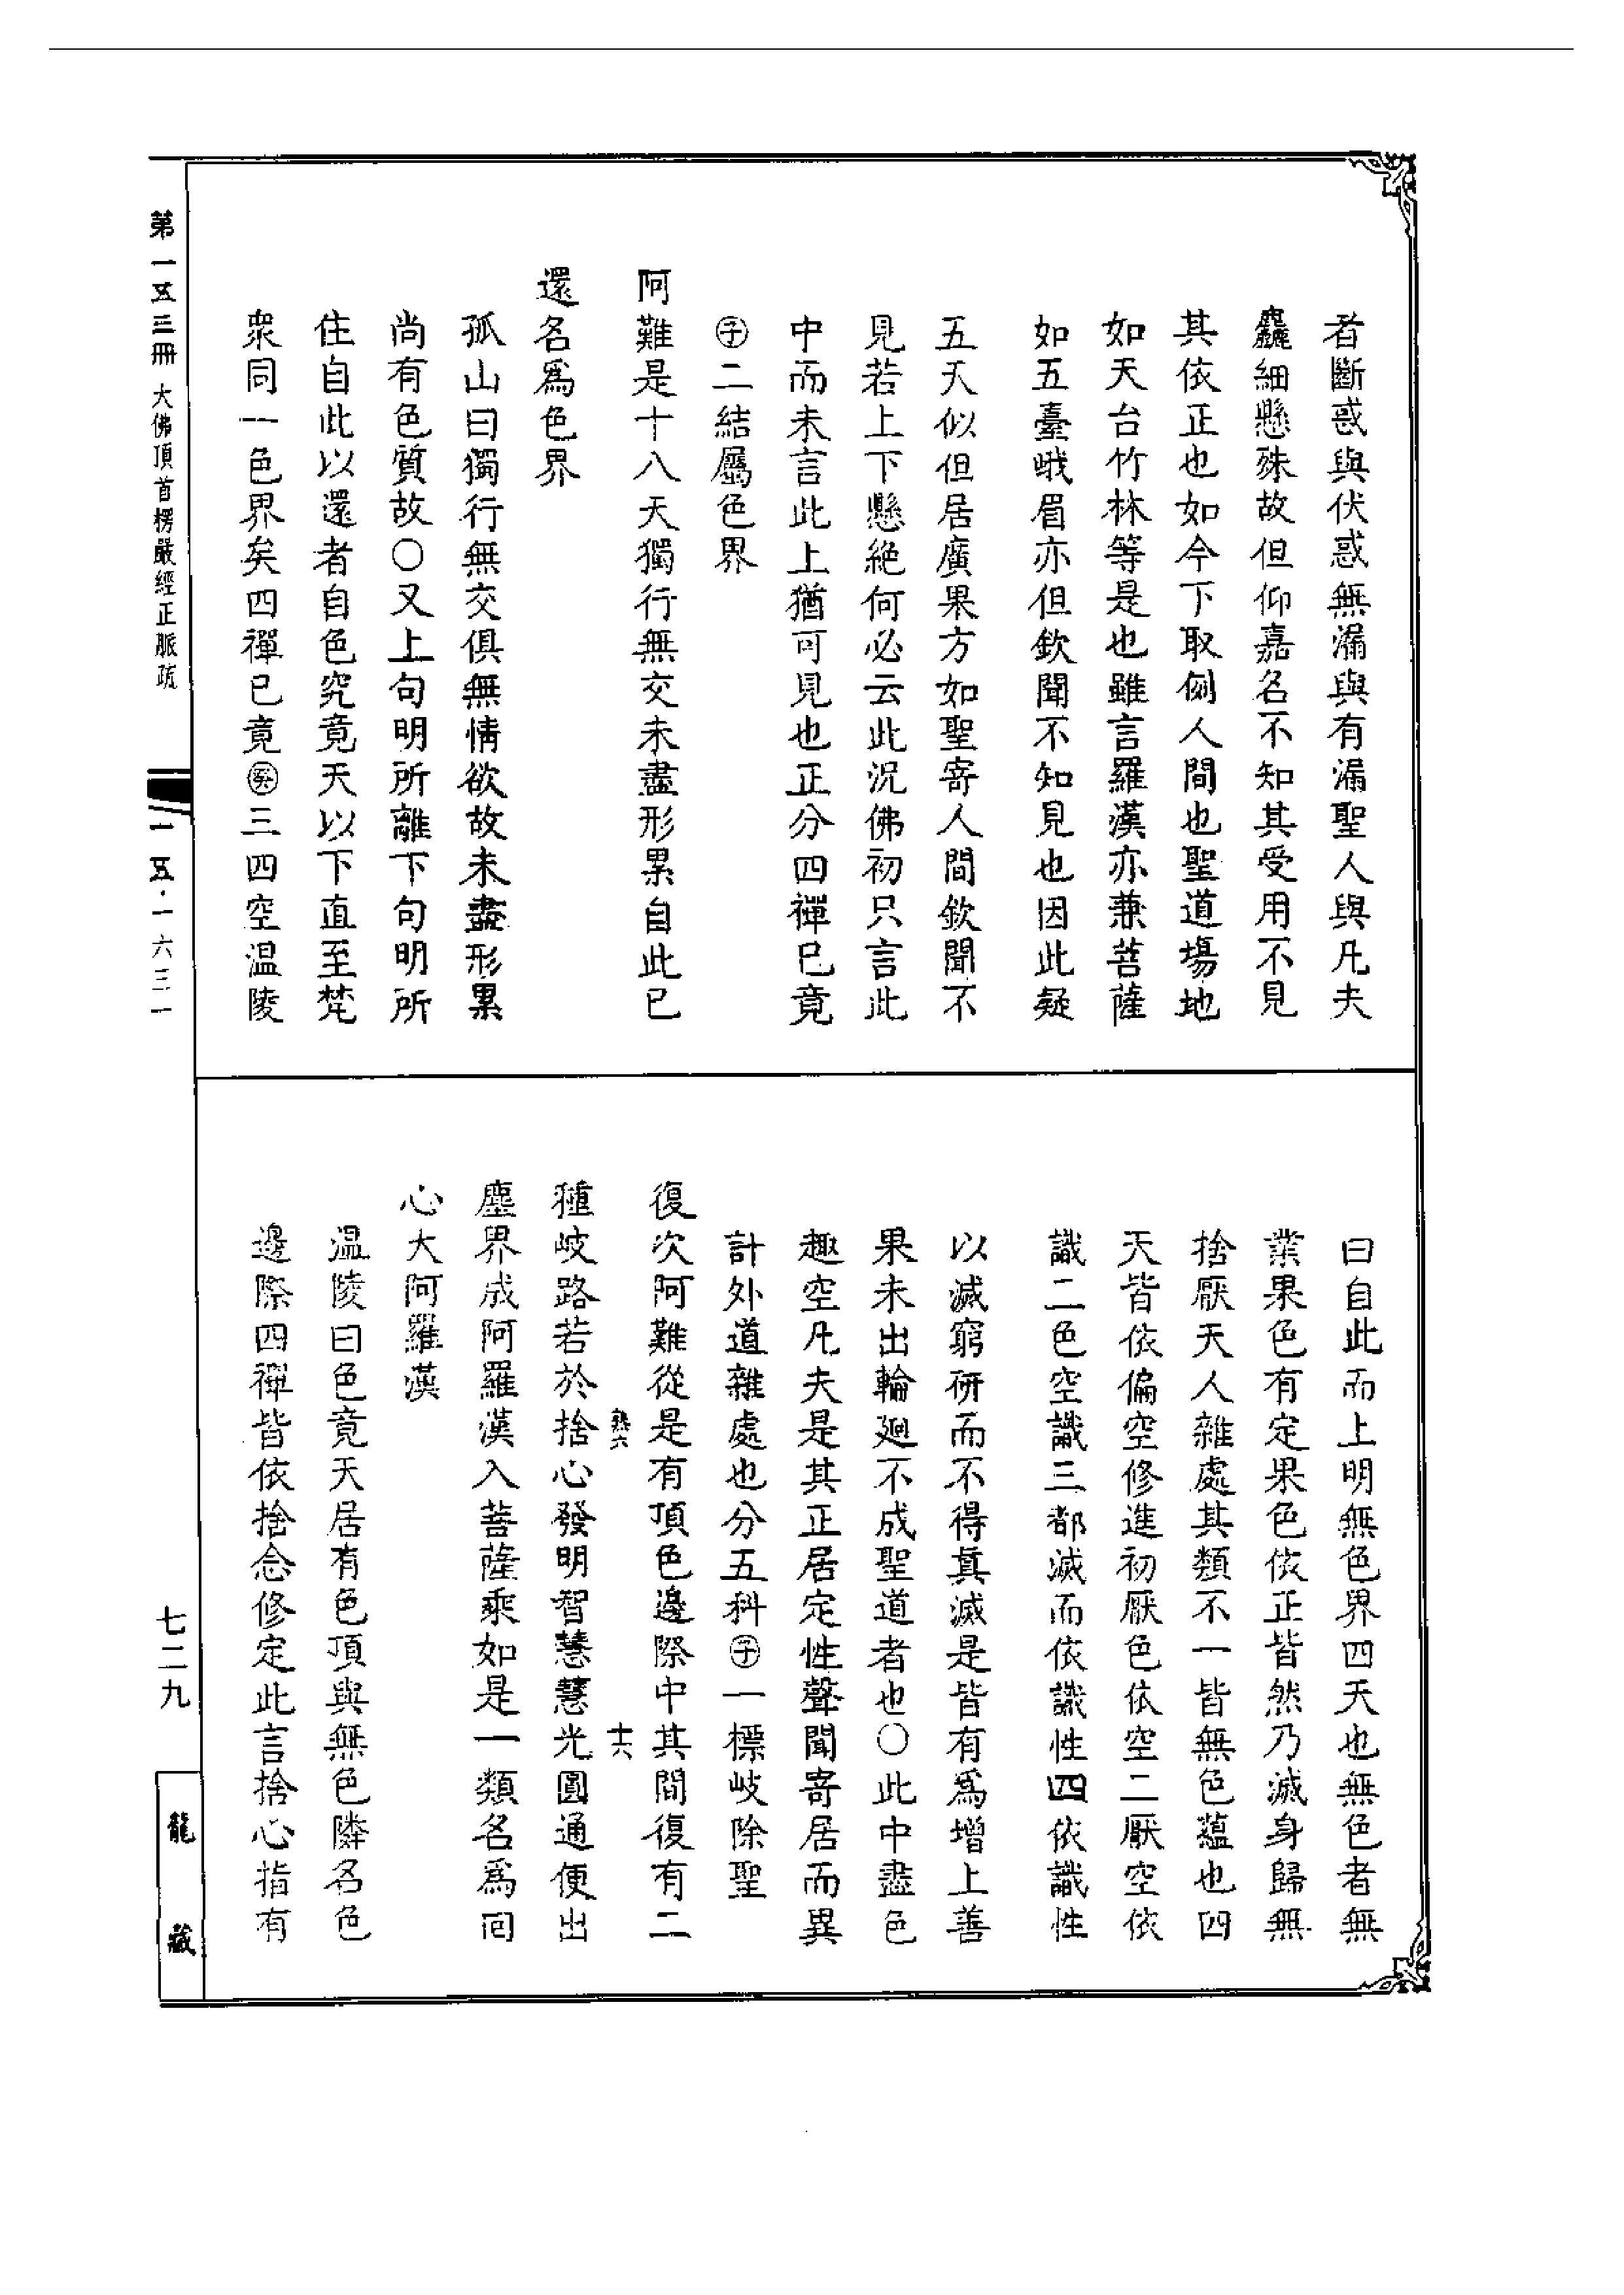 者斷惑與伏惑無漏與有漏聖人與凡夫
麤細懸殊故但仰嘉名不知其受用不見
其依正也如今下取例人間也聖道場地
如天台竹林等是也雖言羅漢亦兼菩薩
如五臺峨眉亦但欽聞不知見也因此疑
五天似但居廣果方如聖寄人間欽聞不
見若上下懸絶何必云此況佛初只言此
中而未言此上猶可見也正分四禪已竟
㊉子二結屬色界
阿難是十八天獨行無交未盡形累自此已
還名爲色界
孤山曰獨行無交俱無情欲故未盡形累
尚有色質故〇又上句明所離下句明所
住自此以還者自色究竟天以下直至梵
衆同一色界矣四禪已竟癸三四空温陵
曰自此而上明無色界四天也無色者無
業果色有定果色依正皆然乃滅身歸無
捨厭天人雜處其類不一皆無色蘊也四
天皆依偏空修進初厭色依空二厭空依
識二色空識三都滅而依識性四依識性
以滅窮研而不得真滅是皆有爲增上善
果未出輪廻不成聖道者也〇此中盡色
趣空凡夫是其正居定性聲聞寄居而異
計外道雜處也分五科子一標岐除聖
復次阿難從是有頂色邊際中其間復有二
熟六 十六
種岐路若於捨心發明智慧慧光圓通便出
塵界成阿羅漢入菩薩乘如是一類名爲回
心大阿羅漢
温陵曰色竟天居有色頂與無色隣名色
邊際四禪皆依捨念修定此言捨心指有
第一五三冊 大佛頂首楞嚴經正脈疏
一五·一六三一
七二九
龍藏